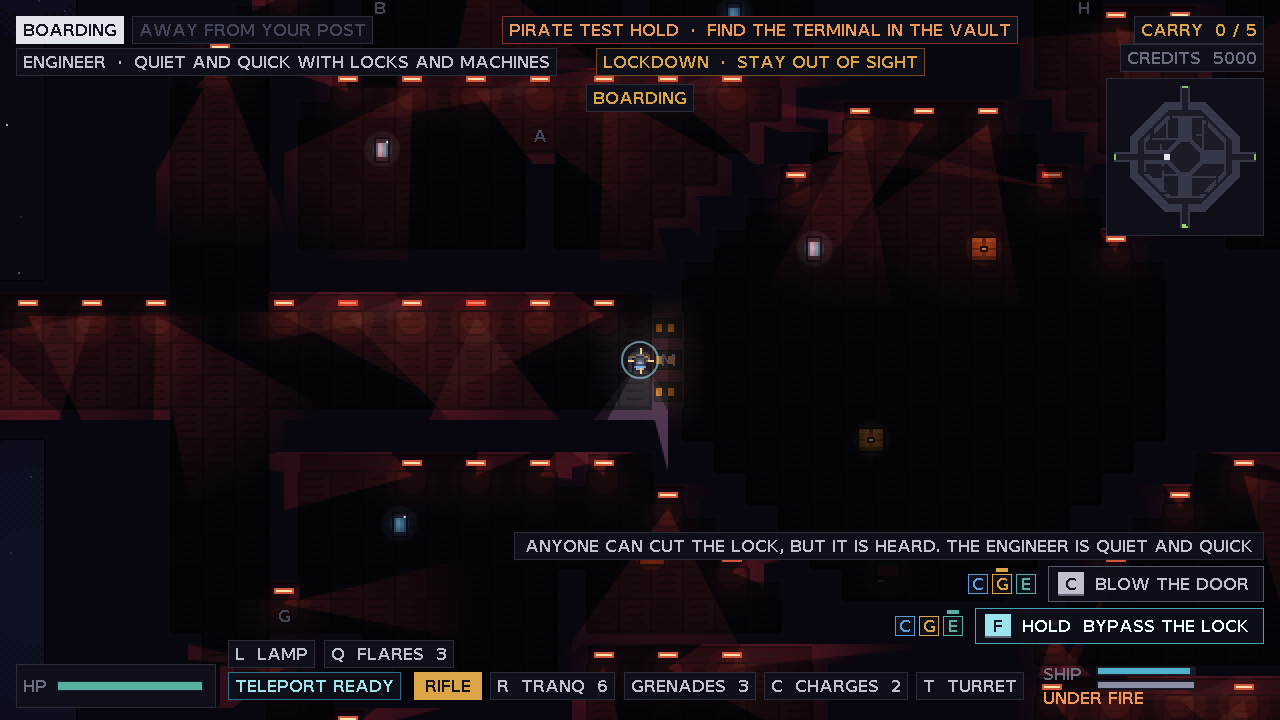 B
H
BOARDING
AWAY FROM YOUR POST
PIRATE TEST HOLD · FIND THE TERMINAL IN THE VAULT
CARRY 0 / 5
ENGINEER · QUIET AND QUICK WITH LOCKS AND MACHINES
LOCKDOWN · STAY OUT OF SIGHT
CREDITS 5000
BOARDING
A
ANYONE CAN CUT THE LOCK, BUT IT IS HEARD. THE ENGINEER IS QUIET AND QUICK
C G E C BLOW THE DOOR
G
C G E F HOLD BYPASS THE LOCK
L LAMP
Q FLARES 3
HP
TELEPORT READY
RIFLE
R TRANQ 6
GRENADES 3
C CHARGES 2
T TURRET
SHIP
UNDER FIRE